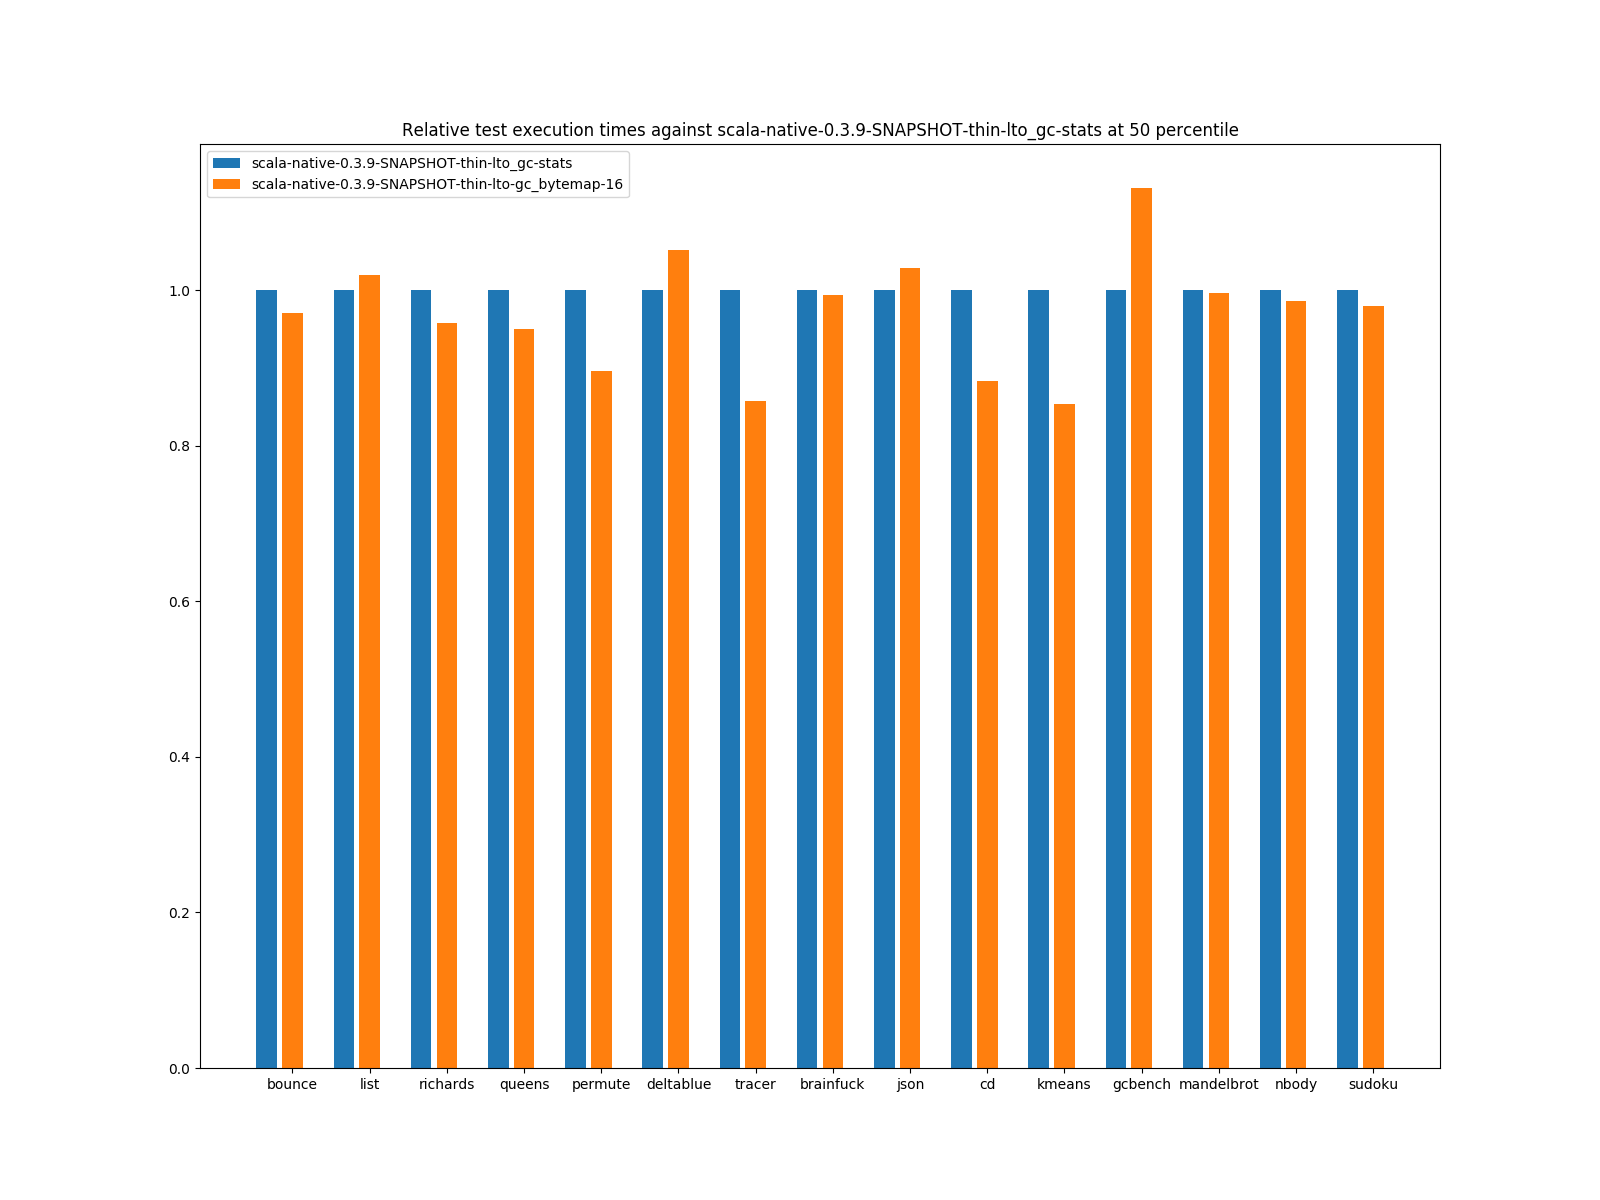 Relative test execution times against scala-native-0.3.9-SNAPSHOT-thin-lto_gc-stats at 50 percentile
scala-native-0.3.9-SNAPSHOT-thin-lto_gc-stats
scala-native-0.3.9-SNAPSHOT-thin-lto-gc_bytemap-16
1.0
0.8
0.6
0.4
0.2
0.0
bounce list richards queens permute deltablue tracer brainfuck json cd kmeans gcbench mandelbrot nbody sudoku